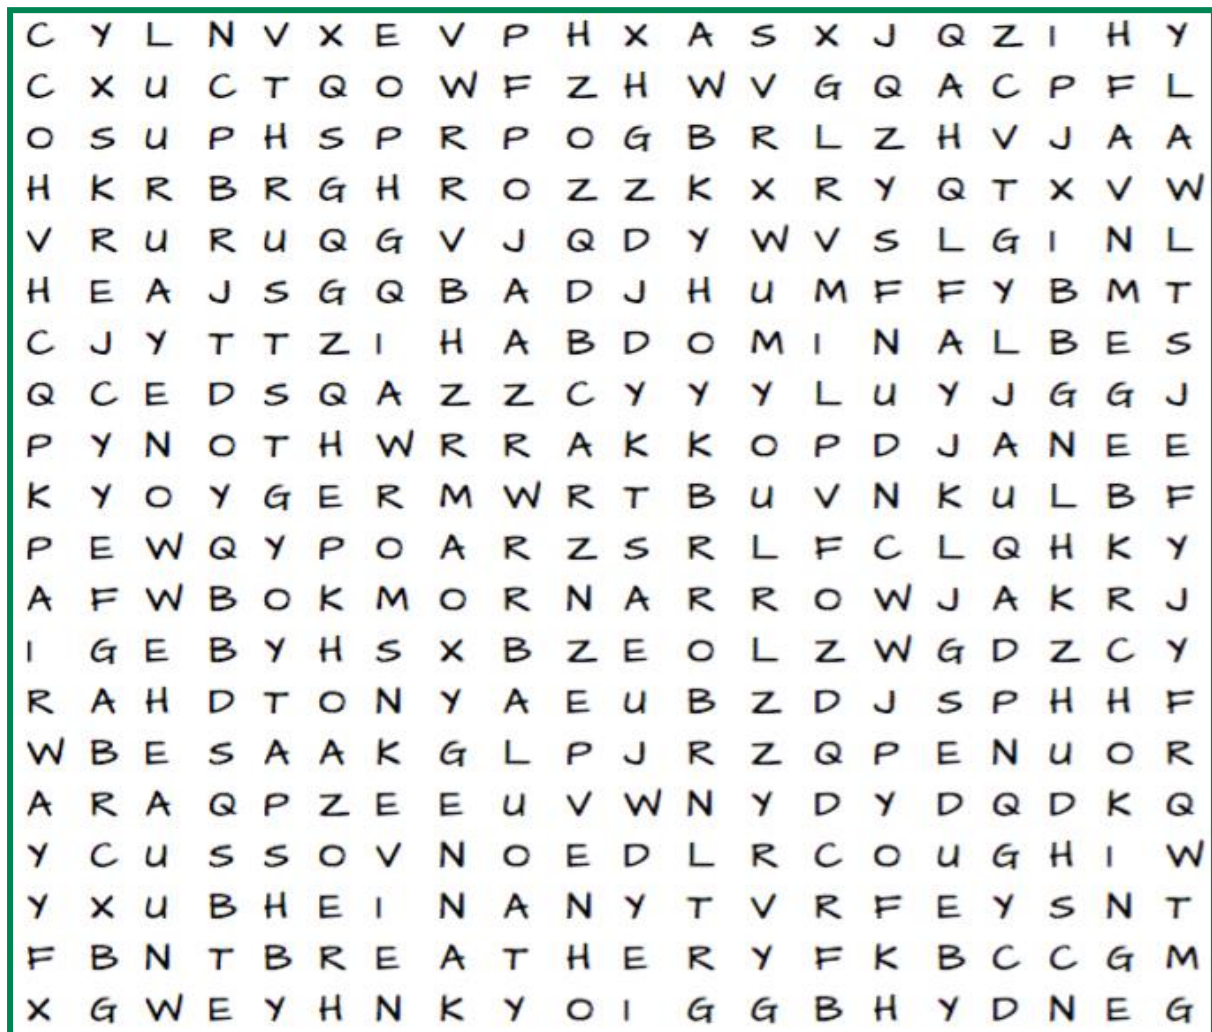 C Y L N V X E V P H X A S X J Q Z I H Y
C X U C T Q O W F Z H W V G Q A C P F L
O S U P H S P R P O G B R L Z H V J A A
H K R B R G H R O Z Z K X R Y Q T X V W
V R U R U Q G V J Q D Y W V S L G I N L
H E A J S G Q B A D J H U M F F Y B M T
C J Y T T Z I H A B D O M I N A L B E S
Q C E D S Q A Z Z C Y Y Y L U Y J G G J
P Y N O T H W R R A K K O P D J A N E E
K Y O Y G E R M W R T B U V N K U L B F
P E W Q Y P O A R Z S R L F C L Q H K Y
A F W B O K M O R N A R R O W J A K R J
I G E B Y H S X B Z E O L Z W G D Z C Y
R A H D T O N Y A E U B Z D J S P H H F
W B E S A A K G L P J R Z Q P E N U O R
A R A Q P Z E E U V W N Y D Y D Q D K Q
Y C U S S O V N O E D L R C O U G H I W
Y X U B H E I N A N Y T V R F E Y S N T
F B N T B R E A T H E R Y F K B C C G M
X G W E Y H N K Y O I G G B H Y D N E G